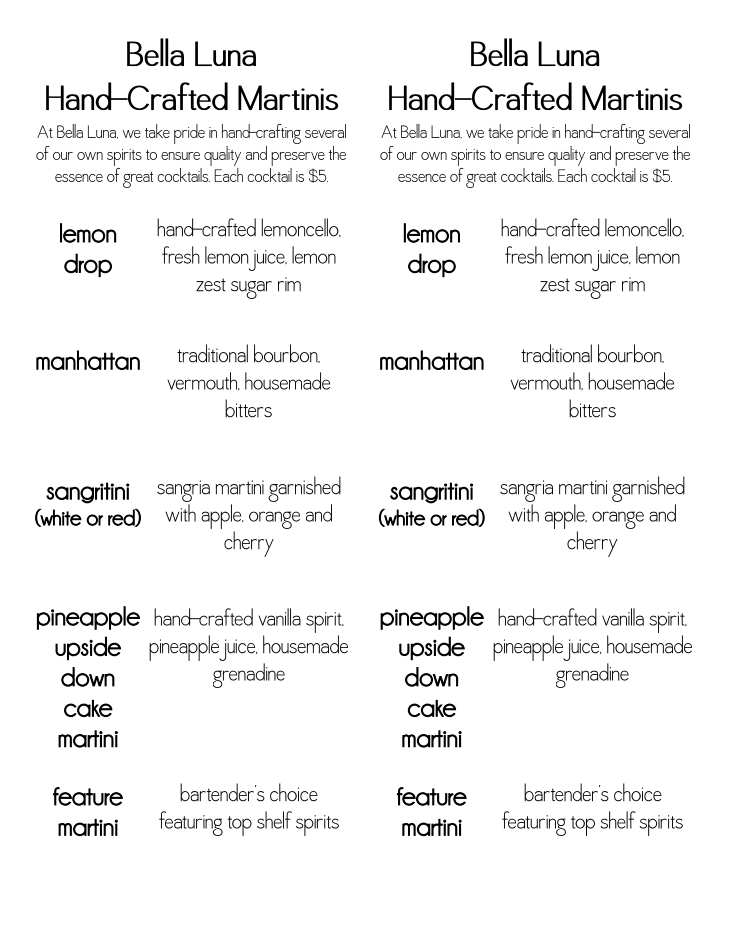 Bella Luna
Hand-Crafted Martinis
At Bella Luna, we take pride in hand-crafting several
of our own spirits to ensure quality and preserve the
essence of great cocktails. Each cocktail is $5.
lemon
drop
hand-crafted lemoncello,
fresh lemon juice, lemon
zest sugar rim
manhattan
traditional bourbon,
vermouth, housemade
bitters
sangritini
(white or red)
sangria martini garnished
with apple, orange and
cherry
pineapple
upside
down
cake
martini
hand-crafted vanilla spirit,
pineapple juice, housemade
grenadine
feature
martini
bartender's choice
featuring top shelf spirits
Bella Luna
Hand-Crafted Martinis
At Bella Luna, we take pride in hand-crafting several
of our own spirits to ensure quality and preserve the
essence of great cocktails. Each cocktail is $5.
lemon
drop
hand-crafted lemoncello,
fresh lemon juice, lemon
zest sugar rim
manhattan
traditional bourbon,
vermouth, housemade
bitters
sangritini
(white or red)
sangria martini garnished
with apple, orange and
cherry
pineapple
upside
down
cake
martini
hand-crafted vanilla spirit,
pineapple juice, housemade
grenadine
feature
martini
bartender's choice
featuring top shelf spirits